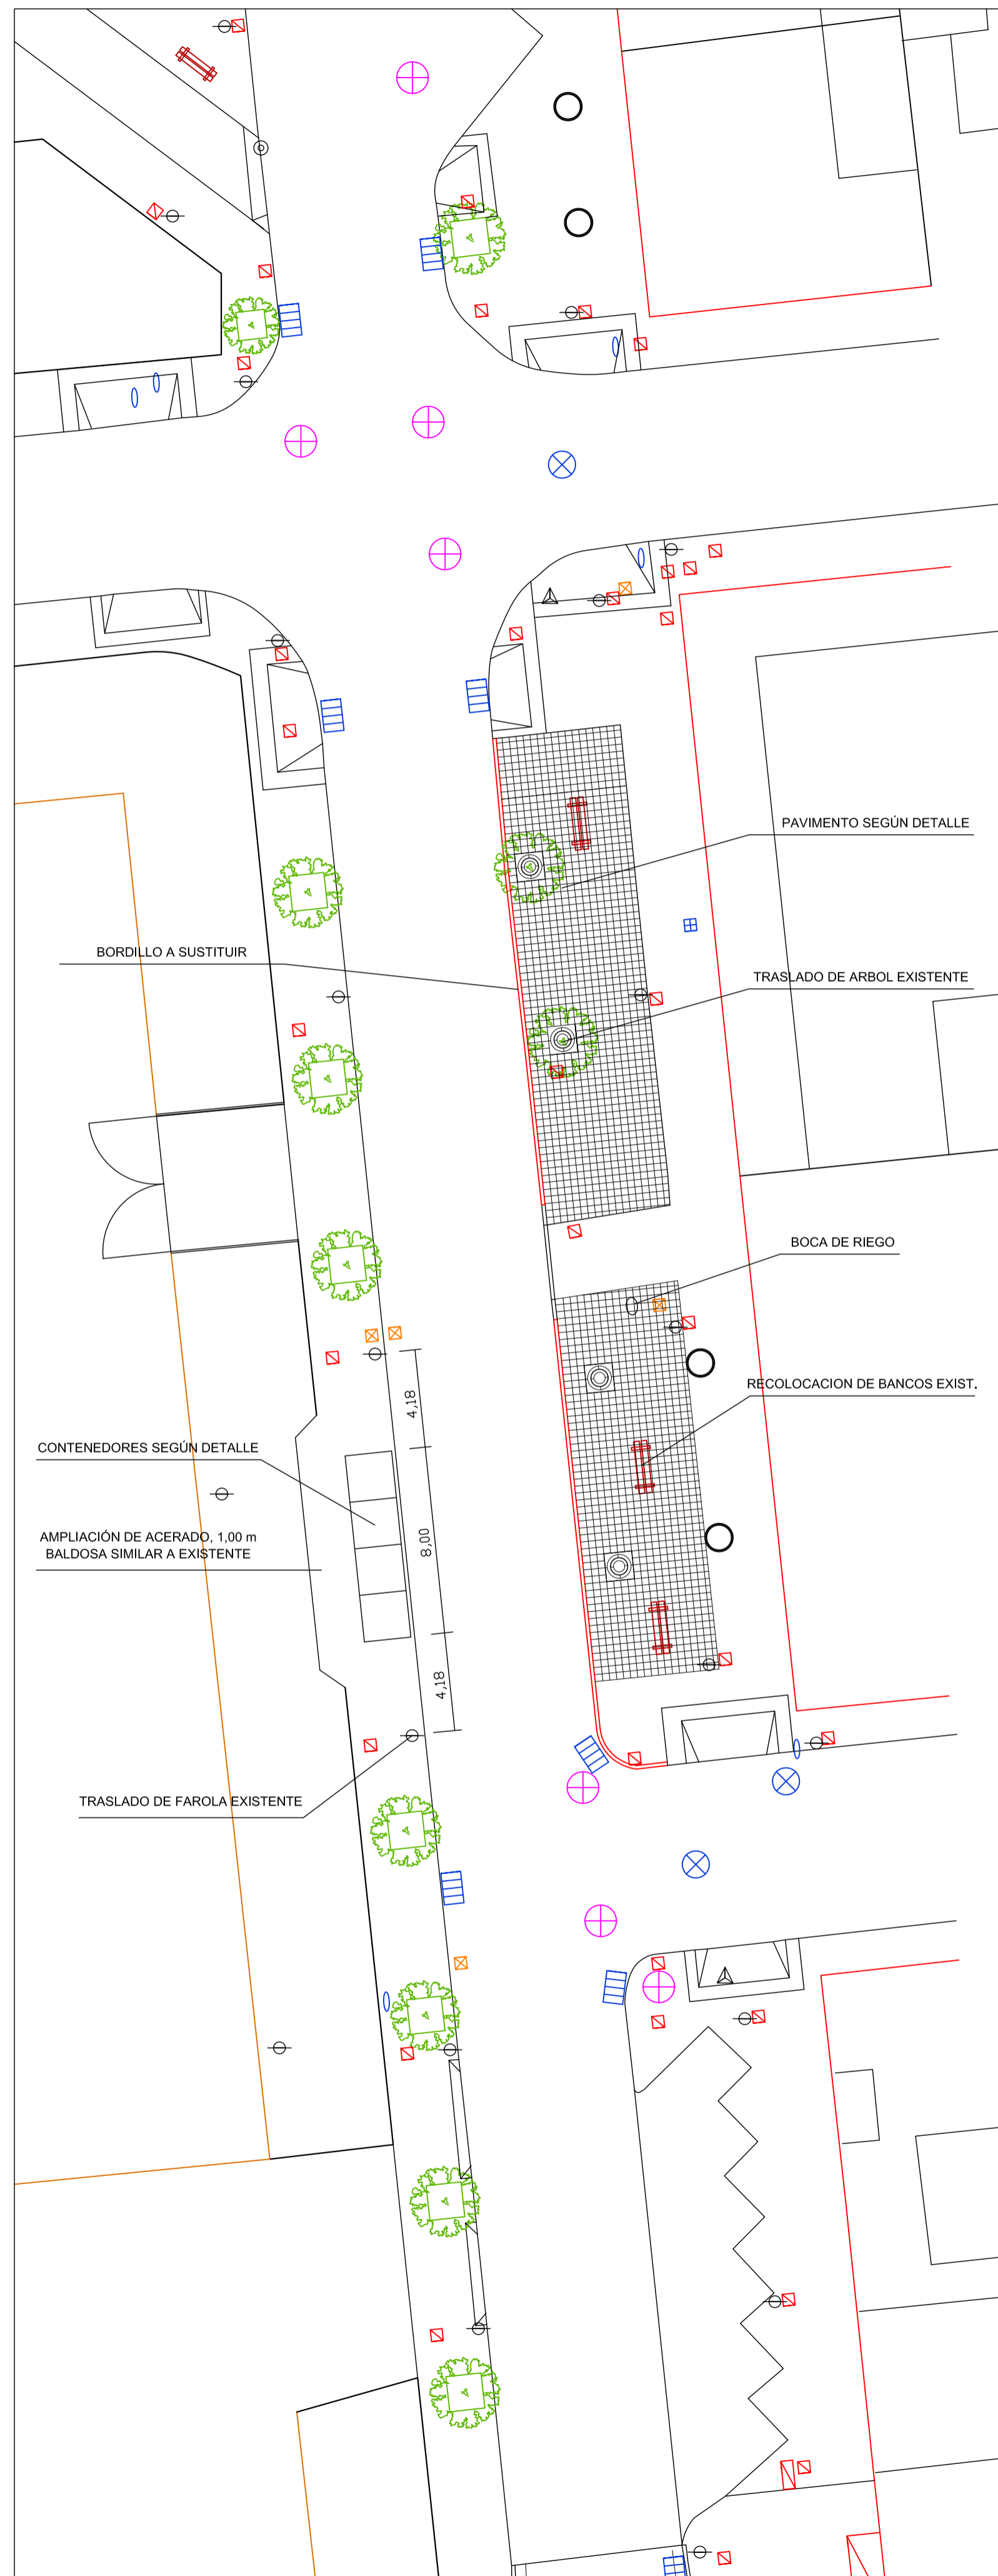 PAVIMENTO SEGÚN DETALLE
BORDILLO A SUSTITUIR
TRASLADO DE ARBOL EXISTENTE
BOCA DE RIEGO
RECOLOCACION DE BANCOS EXIST.
4,18
CONTENEDORES SEGÚN DETALLE
8,00
AMPLIACIÓN DE ACERADO, 1,00 m
BALDOSA SIMILAR A EXISTENTE
4,18
TRASLADO DE FAROLA EXISTENTE